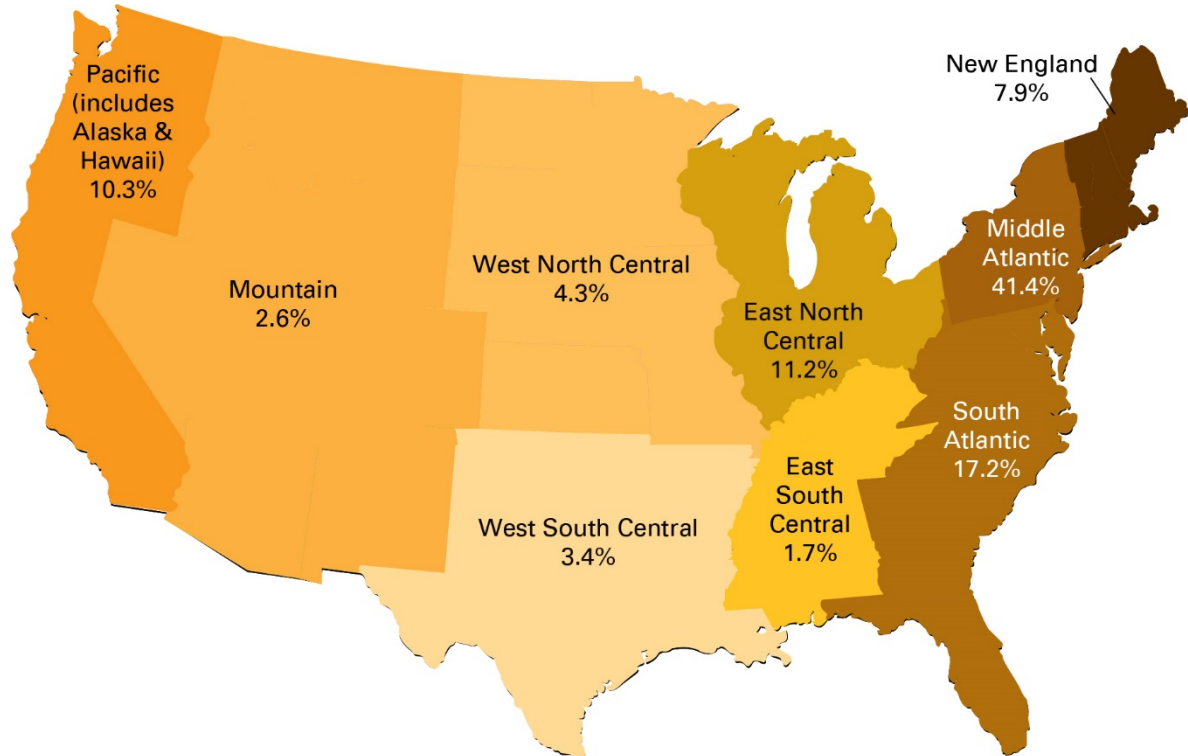 Pacific
(includes
Alaska &
Hawaii)
10.3%
Mountain
2.6%
West North Central
4.3%
West South Central
3.4%
East North
Central
11.2%
East
South
Central
1.7%
New England
7.9%
Middle
Atlantic
41.4%
South
Atlantic
17.2%